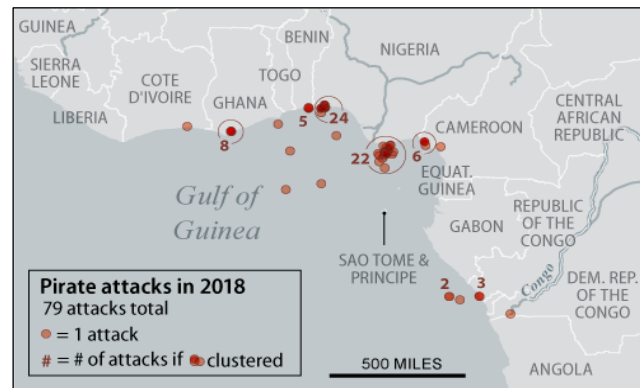 GUINEA
SIERRA
LEONE
LIBERIA
COTE
D'IVOIRE
GHANA
TOGO
BENIN
NIGERIA
CAMEROON
CENTRAL
AFRICAN
REPUBLIC
EQUAT.
GUINEA
GABON
REPUBLIC
OF THE
CONGO
DEM. REP.
OF THE
CONGO
ANGOLA
Congo
8
5
24
22
6
2
3
Gulf of
Guinea
SAO TOME &
PRINCIPE
Pirate attacks in 2018
79 attacks total
= 1 attack
# = # of attacks if clustered
500 MILES